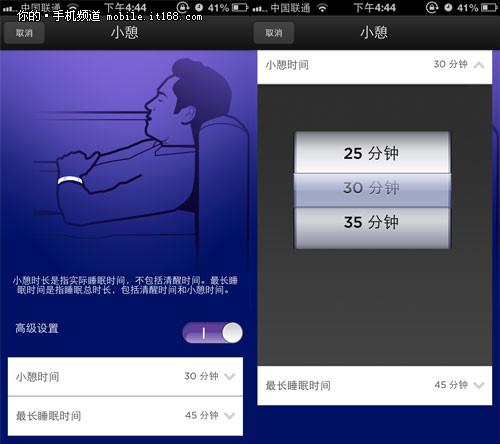 中国联通 下午4:44 41%
你的·手机频道 mobile.it168.com
取消 小憩
小憩时长是指实际睡眠时间，不包括清醒时间。最长睡
眠时间是指睡眠总时长，包括清醒时间和小憩时间。
高级设置
小憩时间 30 分钟
最长睡眠时间 45 分钟
中国联通 下午4:44 41%
取消 小憩
小憩时间 30 分钟
25 分钟
30 分钟
35 分钟
最长睡眠时间 45 分钟